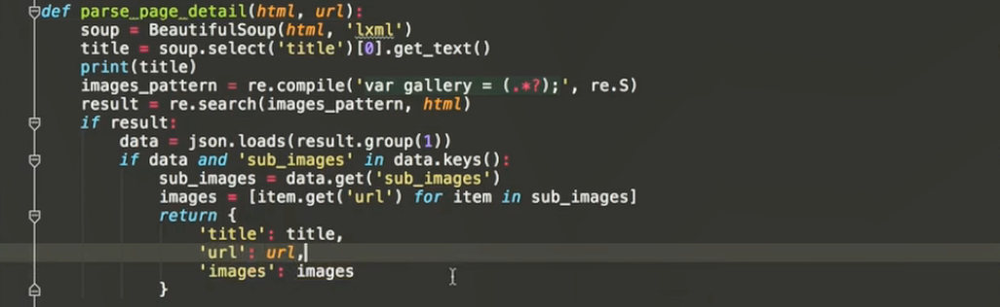 def parse_page_detail(html, url):
    soup = BeautifulSoup(html, 'lxml')
    title = soup.select('title')[0].get_text()
    print(title)
    images_pattern = re.compile('var gallery = (.*?);', re.S)
    result = re.search(images_pattern, html)
    if result:
        data = json.loads(result.group(1))
        if data and 'sub_images' in data.keys():
            sub_images = data.get('sub_images')
            images = [item.get('url') for item in sub_images]
            return {
                'title': title,
                'url': url,
                'images': images
            }